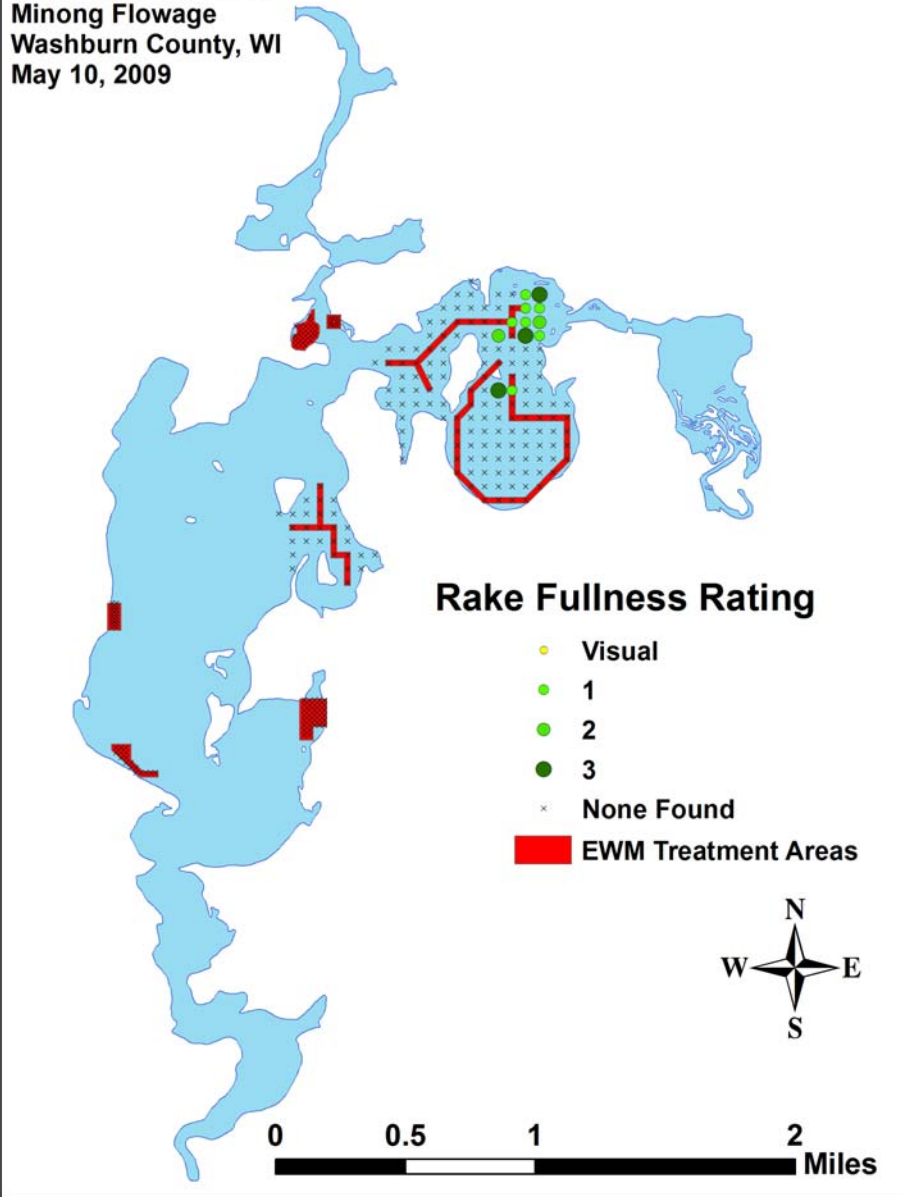 Minong Flowage
Washburn County, WI
May 10, 2009
Rake Fullness Rating
Visual
1
2
3
None Found
EWM Treatment Areas
N
W E
S
0 0.5 1 2
Miles